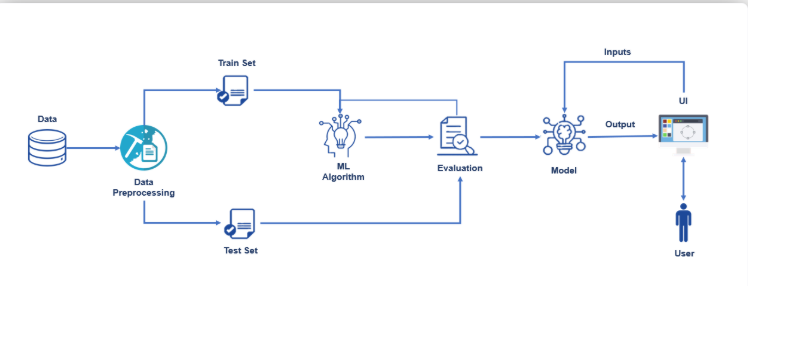 Train Set
Inputs
UI
Data
Output
ML
Algorithm
Evaluation
Model
Data
Preprocessing
Test Set
User